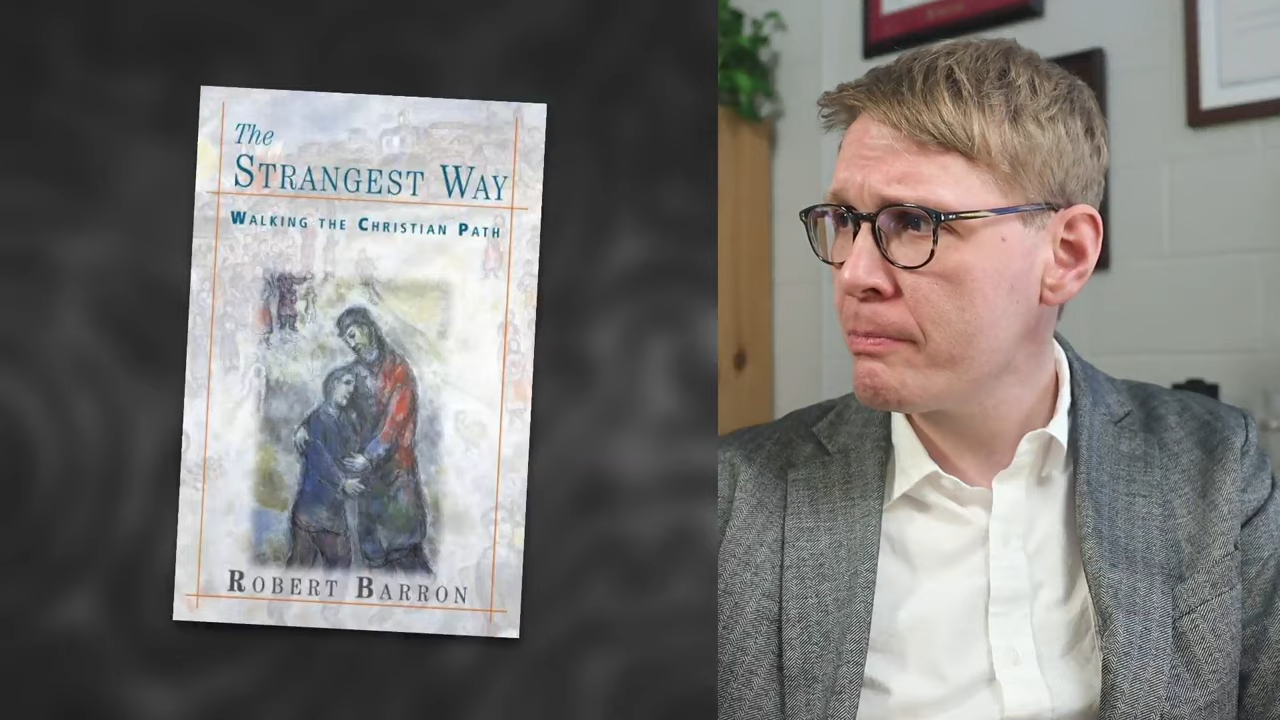 The
Strangest Way
Walking the Christian Path
Robert Barron